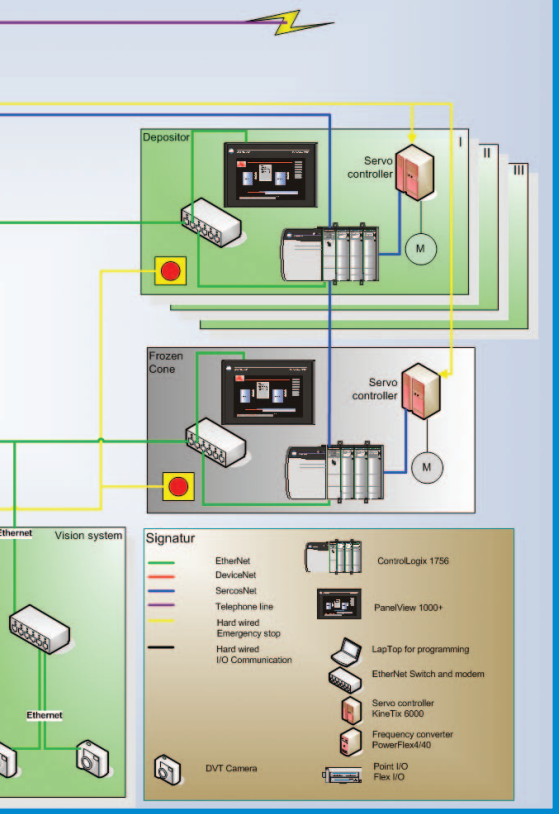 Depositor
I
II
III
Servo
controller
M
Frozen
Cone
Servo
controller
M
Ethernet
Vision system
Ethernet
Signatur
EtherNet
DeviceNet
SercosNet
Telephone line
Hard wired
Emergency stop
Hard wired
I/O Communication
DVT Camera
ControlLogix 1756
PanelView 1000+
LapTop for programming
EtherNet Switch and modem
Servo controller
KineTix 6000
Frequency converter
PowerFlex4/40
Point I/O
Flex I/O